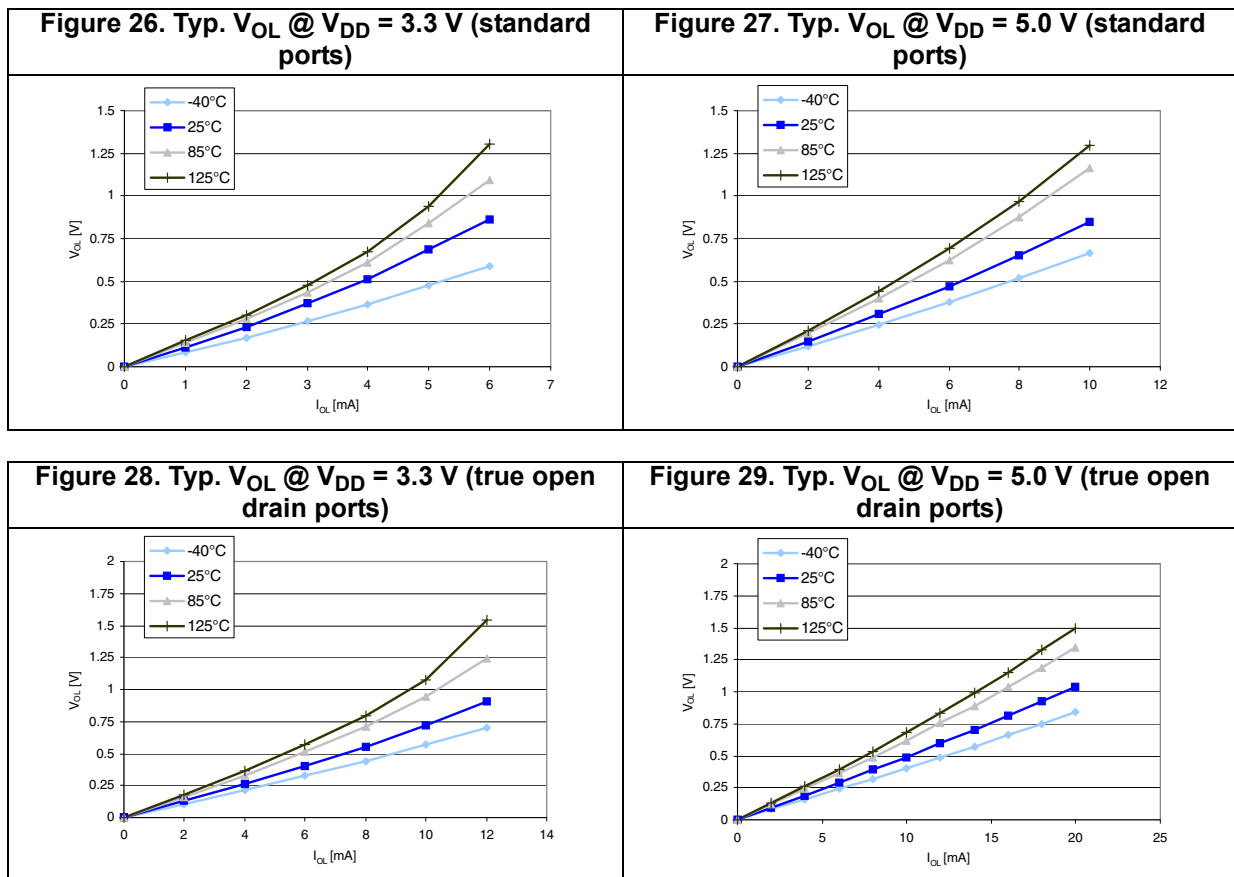 Figure 26. Typ. VOL @ VDD = 3.3 V (standard
ports)
-40°C
25°C
85°C
125°C
1.5
1.25
1
0.75
0.5
0.25
0
VOL [V]
0 1 2 3 4 5 6 7
IOL [mA]
Figure 27. Typ. VOL @ VDD = 5.0 V (standard
ports)
-40°C
25°C
85°C
125°C
1.5
1.25
1
0.75
0.5
0.25
0
VOL [V]
0 2 4 6 8 10 12
IOL [mA]
Figure 28. Typ. VOL @ VDD = 3.3 V (true open
drain ports)
-40°C
25°C
85°C
125°C
2
1.75
1.5
1.25
1
0.75
0.5
0.25
0
VOL [V]
0 2 4 6 8 10 12 14
IOL [mA]
Figure 29. Typ. VOL @ VDD = 5.0 V (true open
drain ports)
-40°C
25°C
85°C
125°C
2
1.75
1.5
1.25
1
0.75
0.5
0.25
0
VOL [V]
0 5 10 15 20 25
IOL [mA]